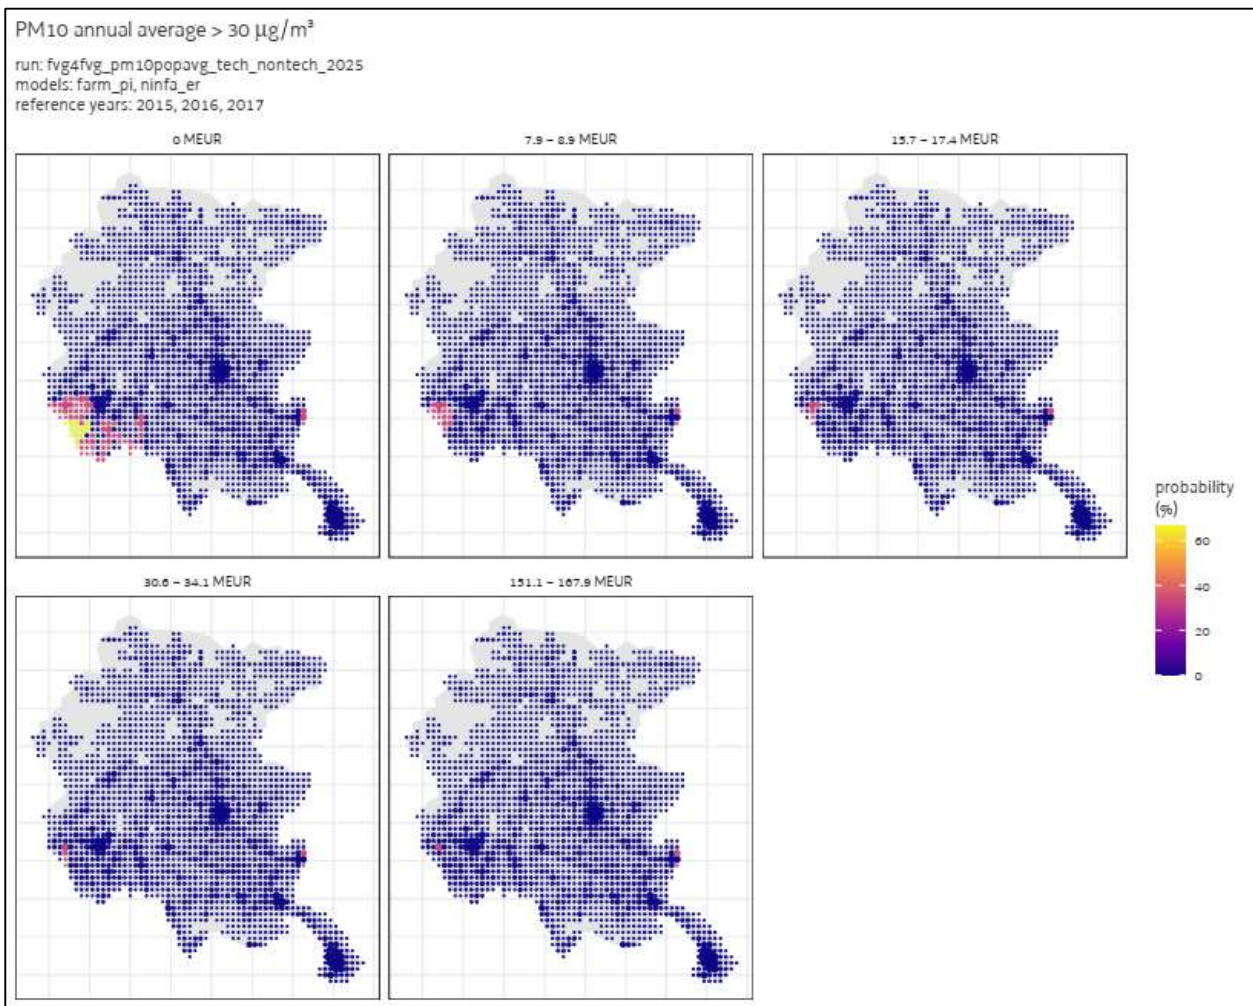 PM10 annual average > 30 µg/m³
run: fvg4fvg_pm10popavg_tech_nontech_2025
models: farm_pi, ninfa_er
reference years: 2015, 2016, 2017
0 MEUR
7.9 – 8.9 MEUR
15.7 – 17.4 MEUR
30.6 – 34.1 MEUR
151.1 – 167.9 MEUR
probability
(%)
60
40
20
0